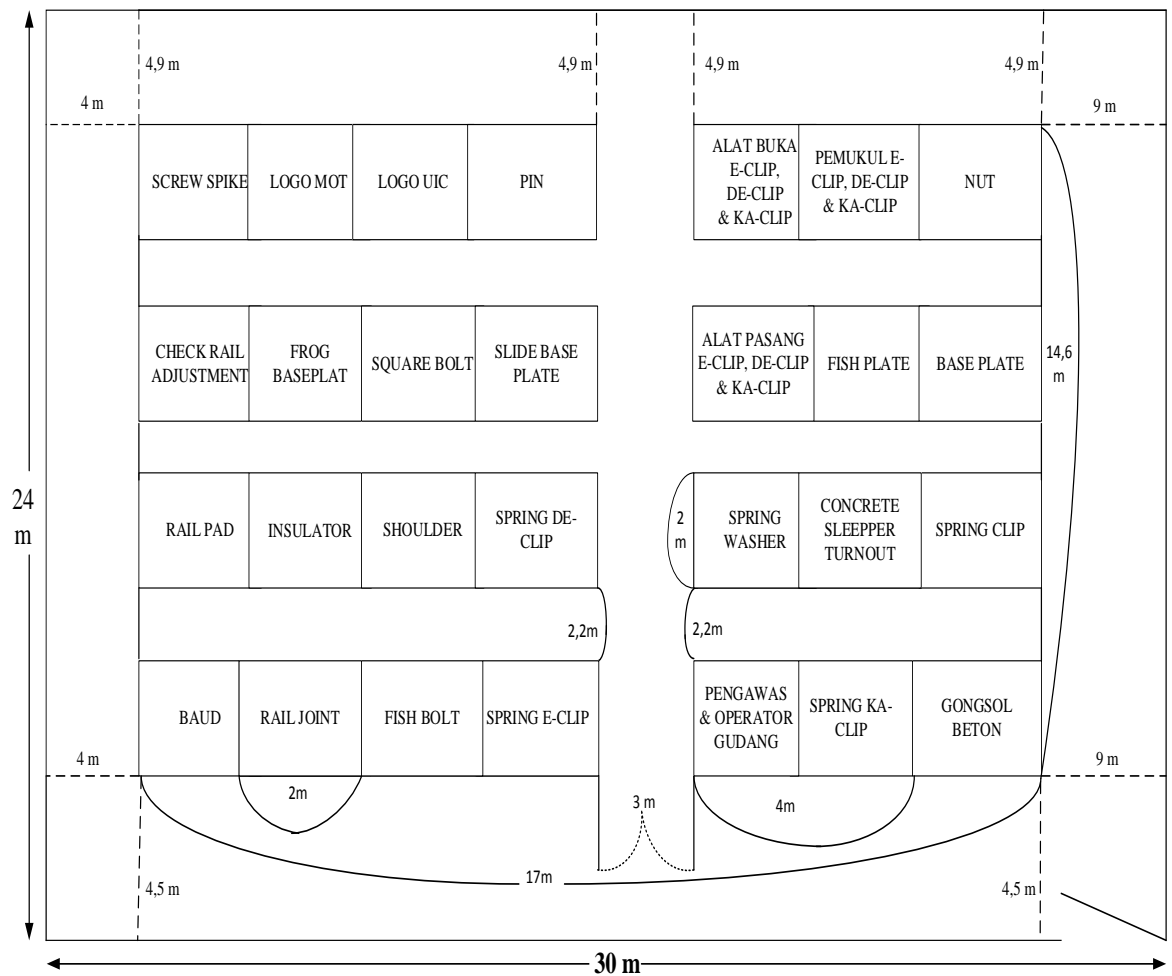 4,9 m
4,9 m
4,9 m
4,9 m
4 m
9 m
SCREW SPIKE
LOGO MOT
LOGO UIC
PIN
ALAT BUKA
E-CLIP,
DE-CLIP
& KA-CLIP
PEMUKUL E-
CLIP, DE-CLIP
& KA-CLIP
NUT
CHECK RAIL
ADJUSTMENT
FROG
BASEPLAT
SQUARE BOLT
SLIDE BASE
PLATE
ALAT PASANG
E-CLIP, DE-CLIP
& KA-CLIP
FISH PLATE
BASE PLATE
14,6
m
24
m
RAIL PAD
INSULATOR
SHOULDER
SPRING DE-
CLIP
2
m
SPRING
WASHER
CONCRETE
SLEEPPER
TURNOUT
SPRING CLIP
2,2m
2,2m
BAUD
RAIL JOINT
FISH BOLT
SPRING E-CLIP
PENGAWAS
& OPERATOR
GUDANG
SPRING KA-
CLIP
GONGSOL
BETON
4 m
9 m
2m
3 m
4m
17m
4,5 m
4,5 m
30 m